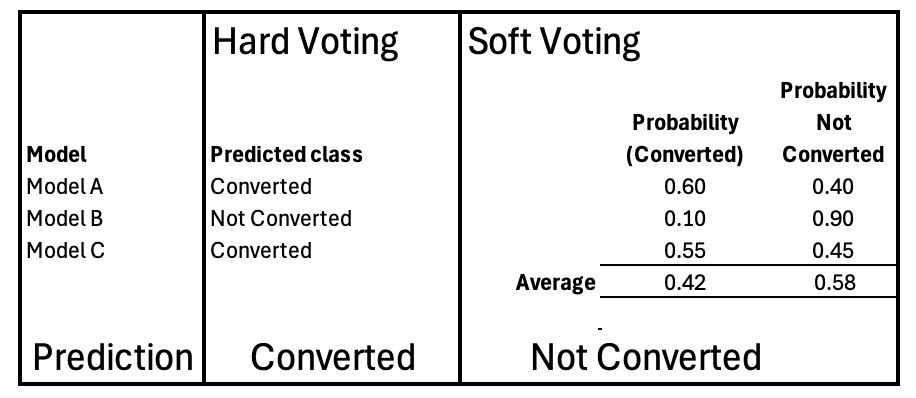 Hard Voting Soft Voting
Probability
Probability Not
Model Predicted class (Converted) Converted
Model A Converted 0.60 0.40
Model B Not Converted 0.10 0.90
Model C Converted 0.55 0.45
Average 0.42 0.58
Prediction Converted Not Converted